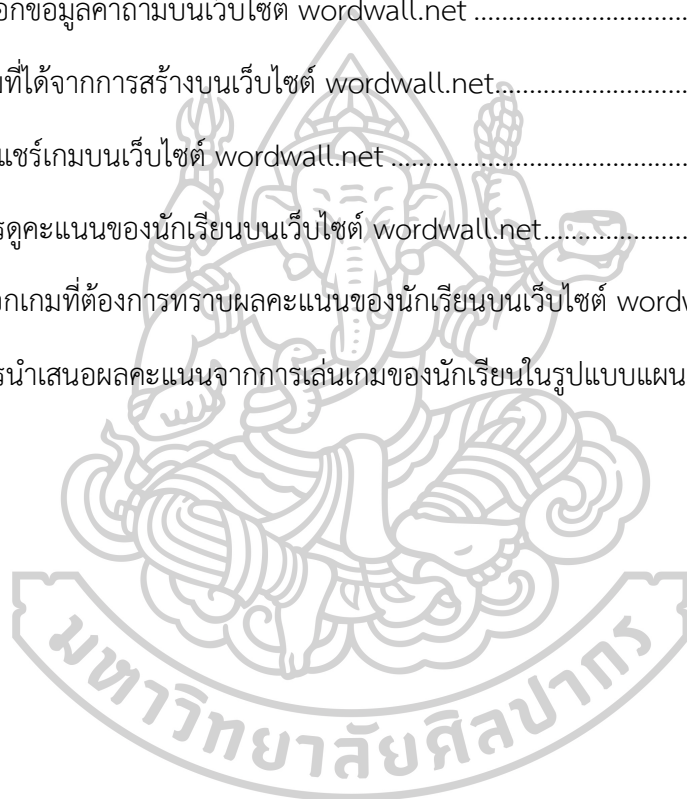 อกข้อมูลคำถามบนเว็บไซต์ wordwall.net ........................................
ที่ได้จากการสร้างบนเว็บไซต์ wordwall.net.....................................
แชร์เกมบนเว็บไซต์ wordwall.net ...................................................
ดูคะแนนของนักเรียนบนเว็บไซต์ wordwall.net...........................
กเกมที่ต้องการทราบผลคะแนนของนักเรียนบนเว็บไซต์
รนำเสนอผลคะแนนจากการเล่นเกมของนักเรียนในรูปแบบแผน
มหาวิทยาลัยศิลปากร